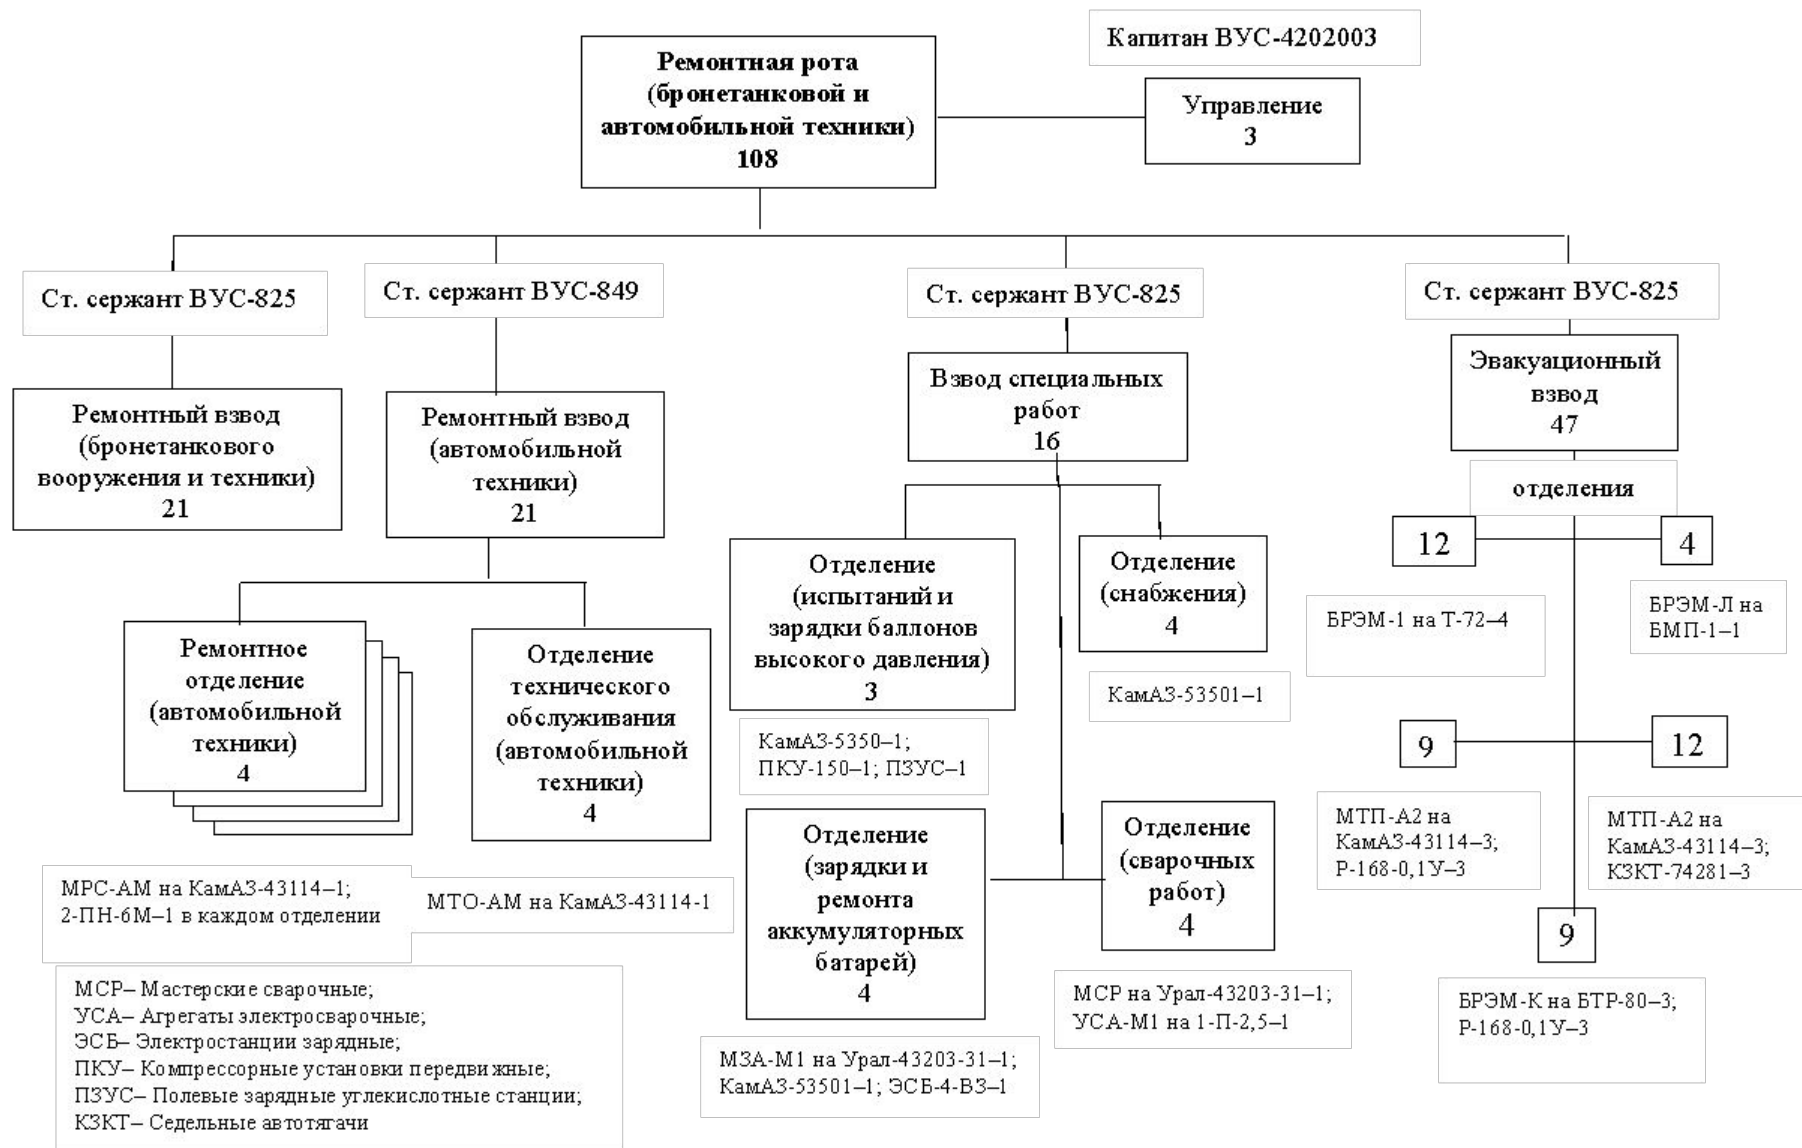 Капитан ВУС-4202003
Ремонтная рота
(бронетанковой и
автомобильной техники)
108
Управление
3
Ст. сержант ВУС-825
Ст. сержант ВУС-849
Ст. сержант ВУС-825
Ст. сержант ВУС-825
Ремонтный взвод
(бронетанкового
вооружения и техники)
21
Ремонтный взвод
(автомобильной
техники)
21
Взвод специальных
работ
16
Эвакуационный
взвод
47
отделения
12
4
БРЭМ-1 на Т-72–4
БРЭМ-Л на
БМП-1–1
9
12
МТП-А2 на
КамАЗ-43114–3;
Р-168-0,1У–3
МТП-А2 на
КамАЗ-43114–3;
КЗКТ-74281–3
9
БРЭМ-К на БТР-80–3;
Р-168-0,1У–3
Ремонтное
отделение
(автомобильной
техники)
4
Отделение
технического
обслуживания
(автомобильной
техники)
4
МРС-АМ на КамАЗ-43114–1;
2-ПН-6М–1 в каждом отделении
МТО-АМ на КамАЗ-43114-1
Отделение
(испытаний и
зарядки баллонов
высокого давления)
3
Отделение
(снабжения)
4
КамАЗ-5350–1;
ПКУ-150–1; ПЗУС–1
КамАЗ-53501–1
Отделение
(зарядки и
ремонта
аккумуляторных
батарей)
4
Отделение
(сварочных
работ)
4
МЗА-М1 на Урал-43203-31–1;
КамАЗ-53501–1; ЭСБ-4-ВЗ–1
МСР на Урал-43203-31–1;
УСА-М1 на 1-П-2,5–1
МСР– Мастерские сварочные;
УСА– Агрегаты электросварочные;
ЭСБ– Электростанции зарядные;
ПКУ– Компрессорные установки передвижные;
ПЗУС– Полевые зарядные углекислотные станции;
КЗКТ– Седельные автотягачи